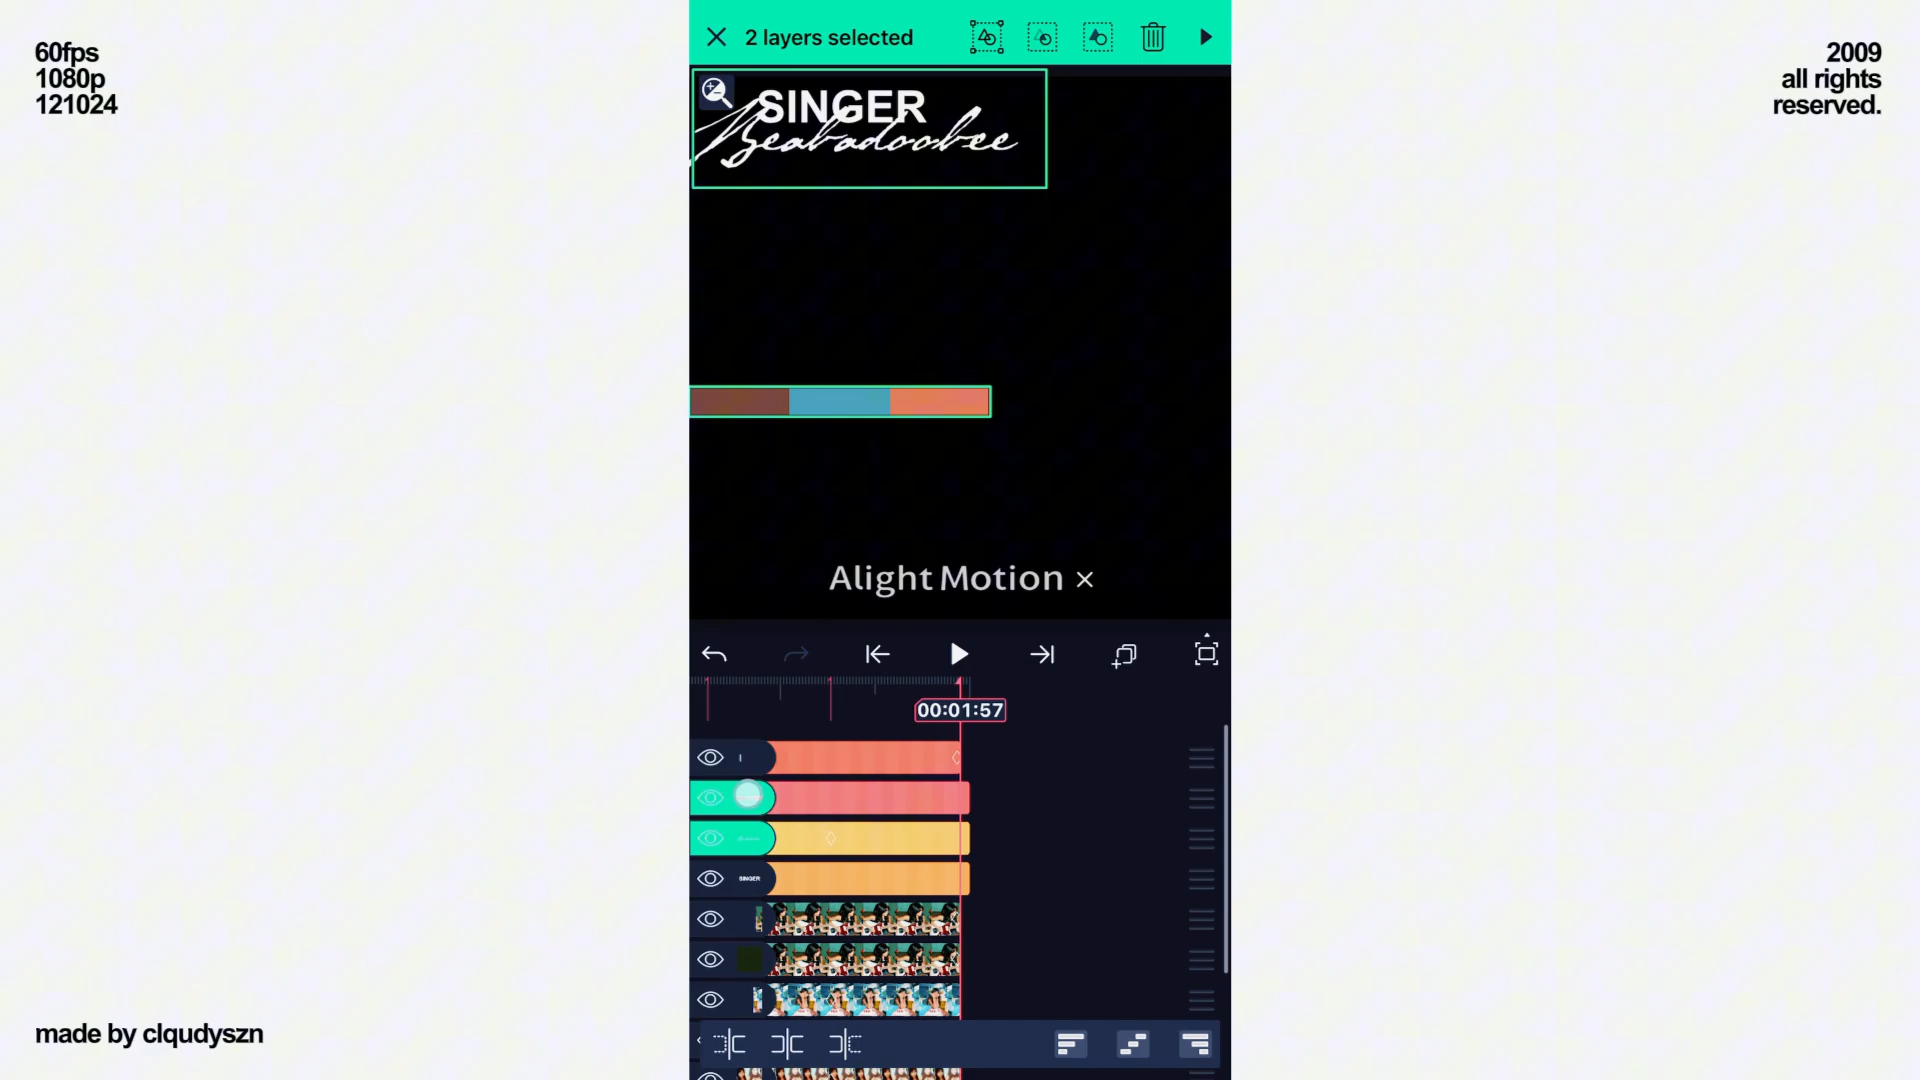 60fps
1080p
121024
2009
all rights
reserved.
2 layers selected
SINGER
Beabadoobee
Alight Motion ×
00:01:57
SINGER
made by clqudyszn